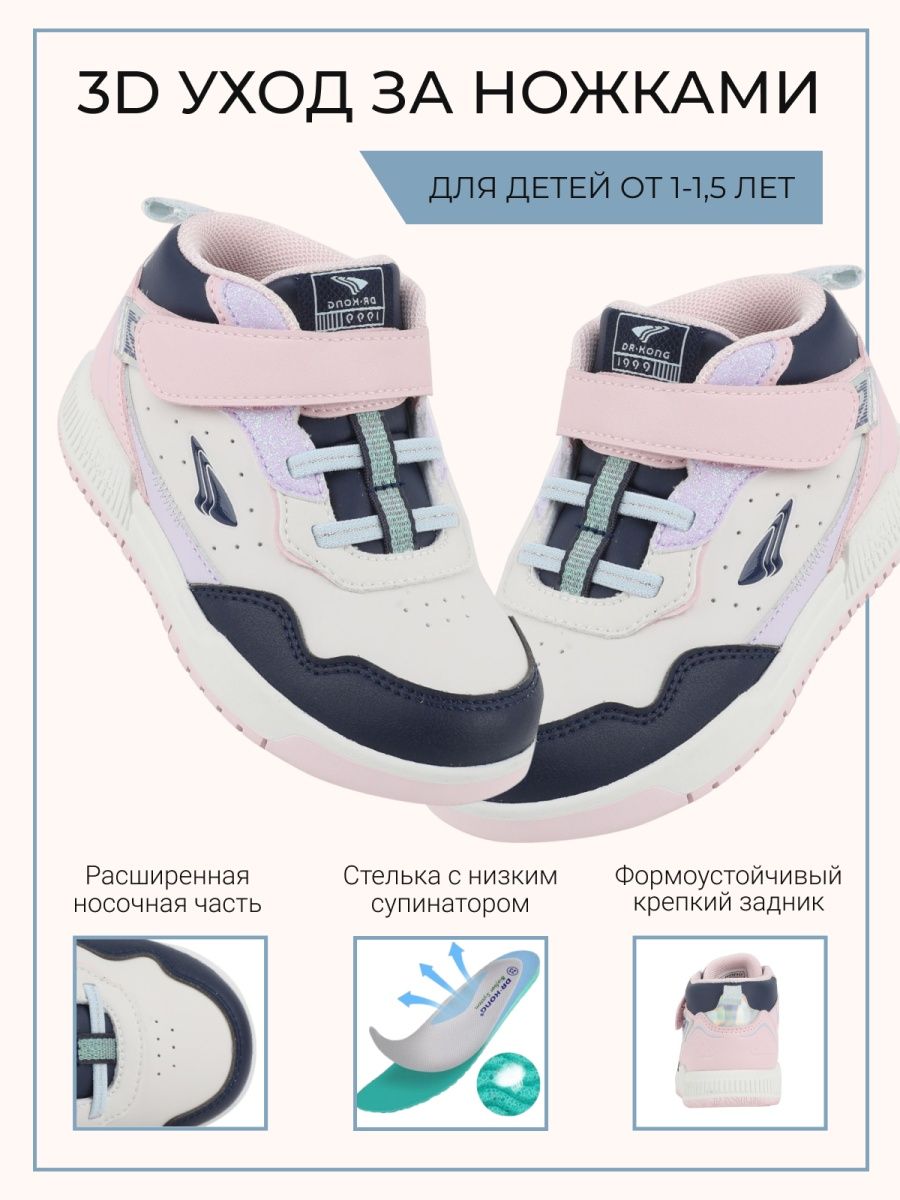 3D УХОД ЗА НОЖКАМИ
ДЛЯ ДЕТЕЙ ОТ 1-1,5 ЛЕТ
DR·KONG
1999
DR·KONG
1999
Расширенная
носочная часть
Стелька с низким
супинатором
Формоустойчивый
крепкий задник
DR·KONG